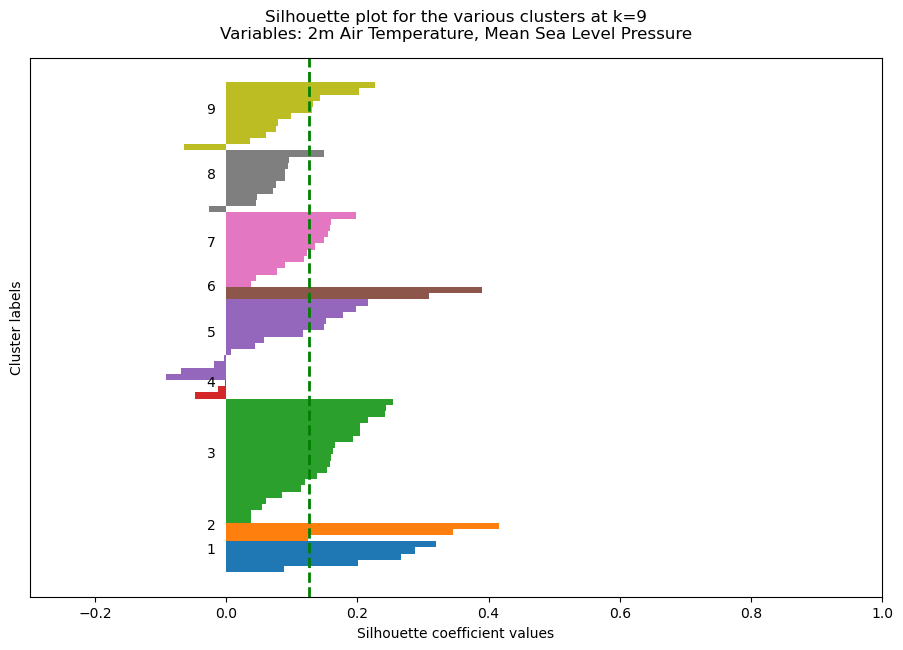 Silhouette plot for the various clusters at k=9
Variables: 2m Air Temperature, Mean Sea Level Pressure
Cluster labels
9
8
7
6
5
4
3
2
1
−0.2 0.0 0.2 0.4 0.6 0.8 1.0
Silhouette coefficient values